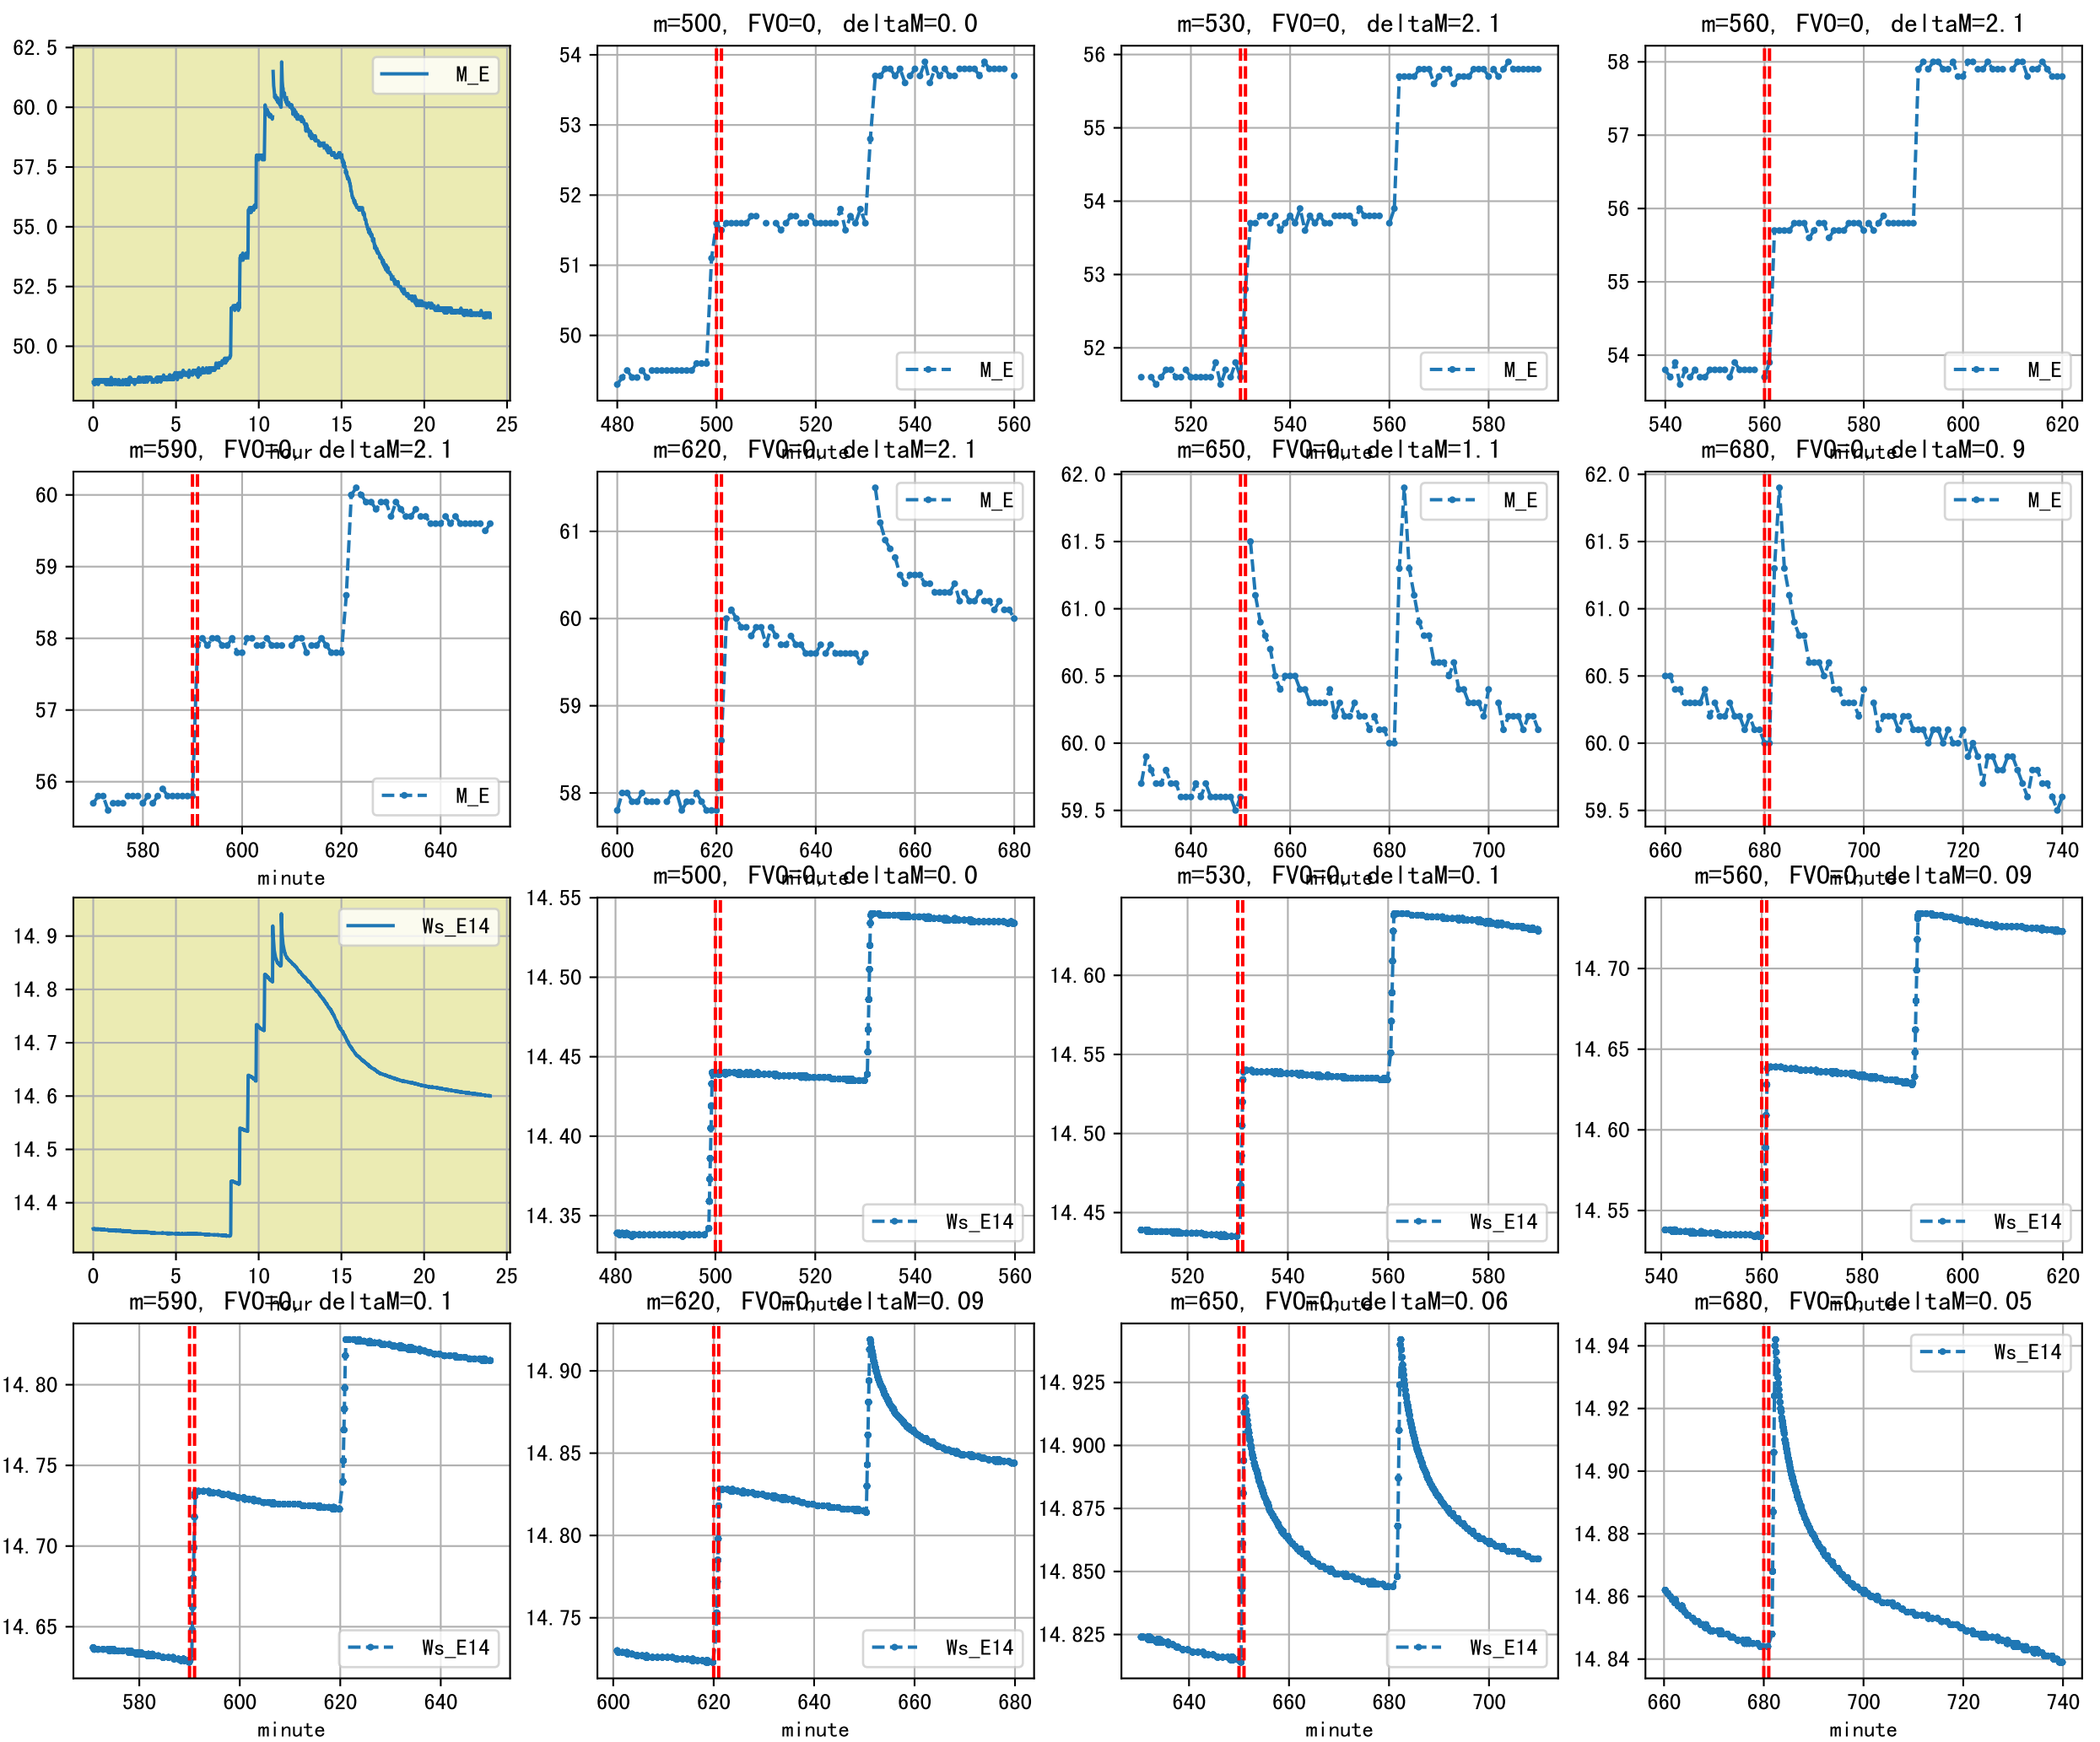 m=500, FVO=0, deltaM=0.0
m=530, FVO=0, deltaM=2.1
m=560, FVO=0, deltaM=2.1
62.5
60.0
57.5
55.0
52.5
50.0
M_E
0 5 10 15 20 25
hour
54
53
52
51
50
M_E
480 500 520 540 560
minute
56
55
54
53
52
M_E
520 540 560 580
minute
58
57
56
55
54
M_E
540 560 580 600 620
minute
m=590, FVO=0, deltaM=2.1
m=620, FVO=0, deltaM=2.1
m=650, FVO=0, deltaM=1.1
m=680, FVO=0, deltaM=0.9
60
59
58
57
56
M_E
580 600 620 640
minute
61
60
59
58
M_E
600 620 640 660 680
minute
62.0
61.5
61.0
60.5
60.0
59.5
M_E
640 660 680 700
minute
62.0
61.5
61.0
60.5
60.0
59.5
M_E
660 680 700 720 740
minute
m=500, FVO=0, deltaM=0.0
m=530, FVO=0, deltaM=0.1
m=560, FVO=0, deltaM=0.09
14.9
14.8
14.7
14.6
14.5
14.4
Ws_E14
0 5 10 15 20 25
hour
14.55
14.50
14.45
14.40
14.35
Ws_E14
480 500 520 540 560
minute
14.60
14.55
14.50
14.45
Ws_E14
520 540 560 580
minute
14.70
14.65
14.60
14.55
Ws_E14
540 560 580 600 620
minute
m=590, FVO=0, deltaM=0.1
m=620, FVO=0, deltaM=0.09
m=650, FVO=0, deltaM=0.06
m=680, FVO=0, deltaM=0.05
14.80
14.75
14.70
14.65
Ws_E14
580 600 620 640
minute
14.90
14.85
14.80
14.75
Ws_E14
600 620 640 660 680
minute
14.925
14.900
14.875
14.850
14.825
Ws_E14
640 660 680 700
minute
14.94
14.92
14.90
14.88
14.86
14.84
Ws_E14
660 680 700 720 740
minute